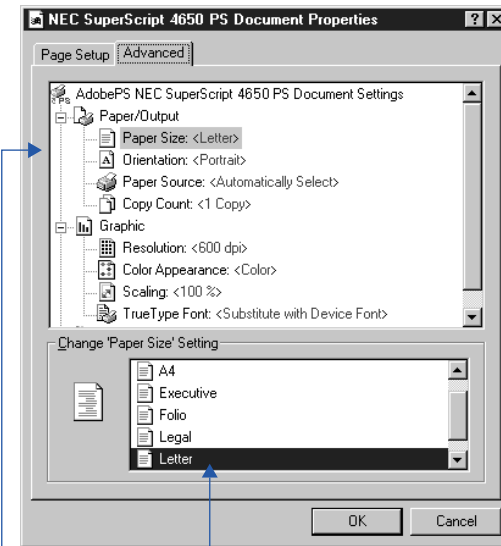 NEC SuperScript 4650 PS Document Properties
Page Setup Advanced
AdobePS NEC SuperScript 4650 PS Document Settings
Paper/Output
Paper Size: <Letter>
Orientation: <Portrait>
Paper Source: <Automatically Select>
Copy Count: <1 Copy>
Graphic
Resolution: <600 dpi>
Color Appearance: <Color>
Scaling: <100 %>
TrueType Font: <Substitute with Device Font>
Change 'Paper Size' Setting
A4
Executive
Folio
Legal
Letter
OK Cancel